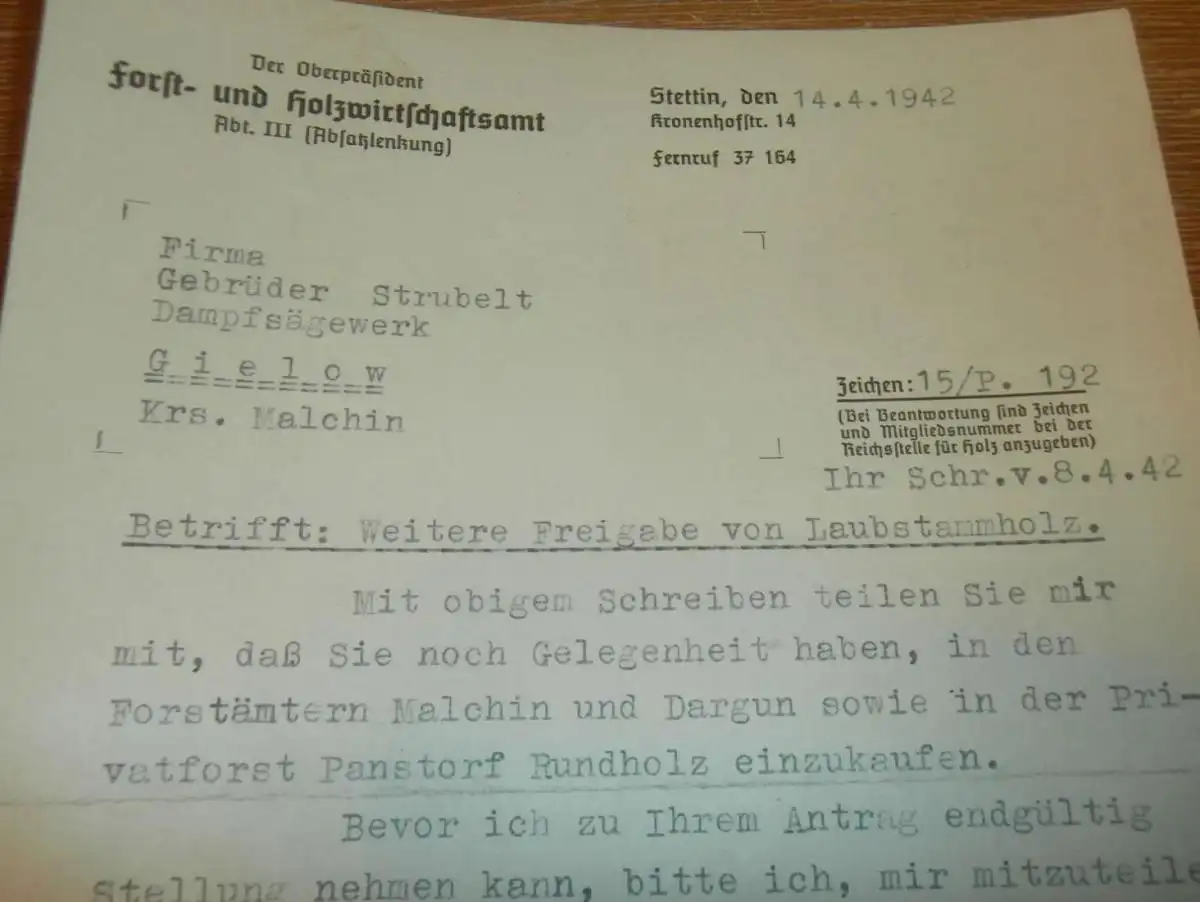 Der Oberpräsident
Forst- und Holzwirtschaftsamt
Abt. III (Absatzlenkung)
Stettin, den 14.4.1942
Kronenhofstr. 14
Fernruf 37 164
Firma
Gebrüder Strubelt
Dampfsägewerk
G i e l o w
Krs. Malchin
Zeichen: 15/P. 192
(Bei Beantwortung sind Zeichen
und Mitgliedsnummer bei der
Reichsstelle für Holz anzugeben)
Ihr Schr.v.8.4.42
Betrifft: Weitere Freigabe von Laubstammholz.
Mit obigem Schreiben teilen Sie mir
mit, daß Sie noch Gelegenheit haben, in den
Forstämtern Malchin und Dargun sowie in der Pri-
vatforst Panstorf Rundholz einzukaufen.
Bevor ich zu Ihrem Antrag endgültig
Stellung nehmen kann, bitte ich, mir mitzuteile